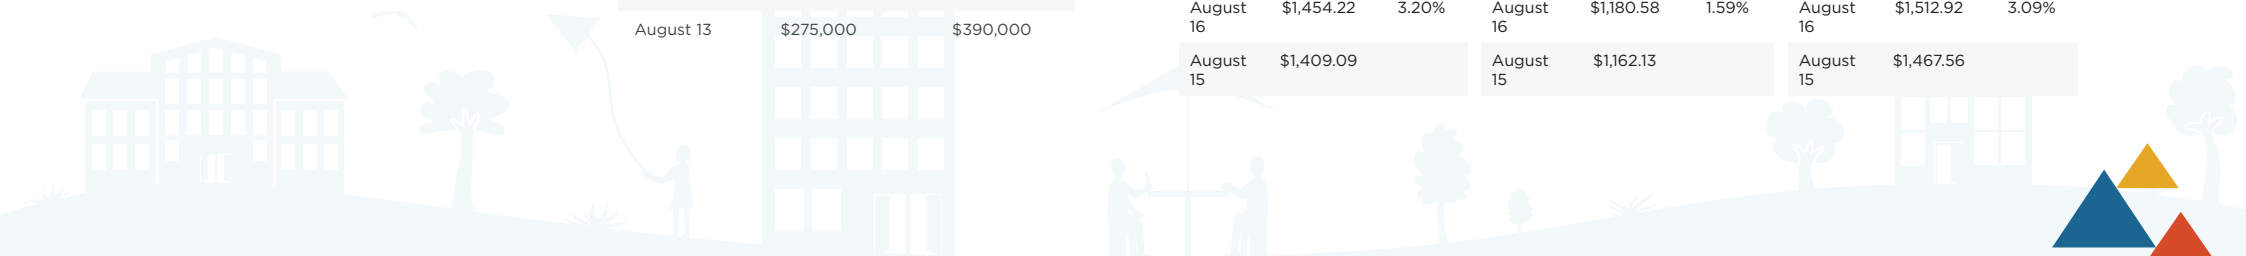 August 13 $275,000 $390,000
August 16 $1,454.22 3.20%
August 15 $1,409.09
August 16 $1,180.58 1.59%
August 15 $1,162.13
August 16 $1,512.92 3.09%
August 15 $1,467.56